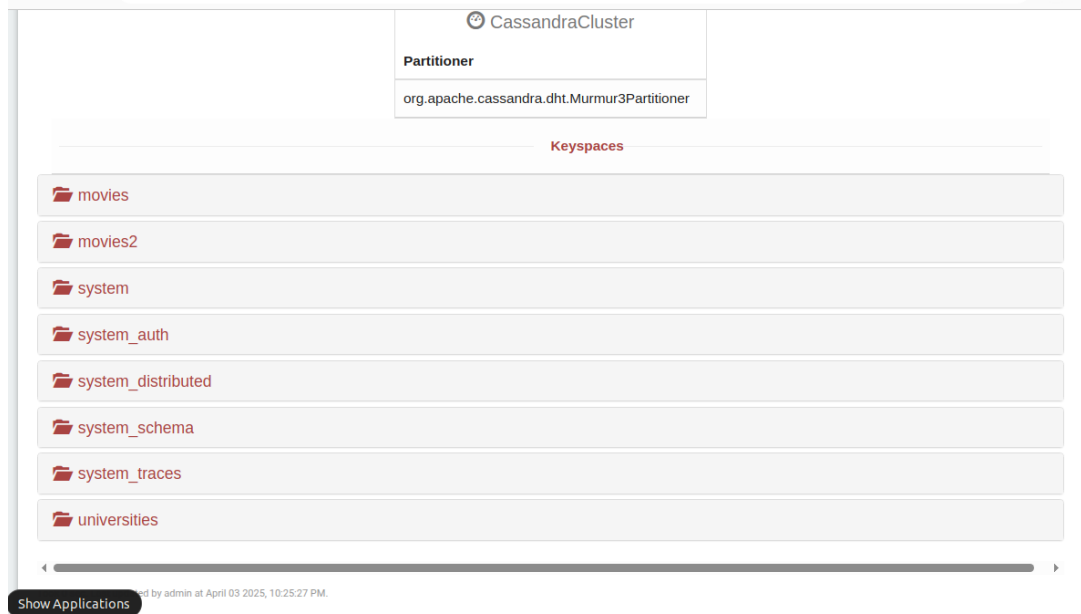 CassandraCluster
Partitioner
org.apache.cassandra.dht.Murmur3Partitioner
Keyspaces
movies
movies2
system
system_auth
system_distributed
system_schema
system_traces
universities
by admin at April 03 2025, 10:25:27 PM.
Show Applications